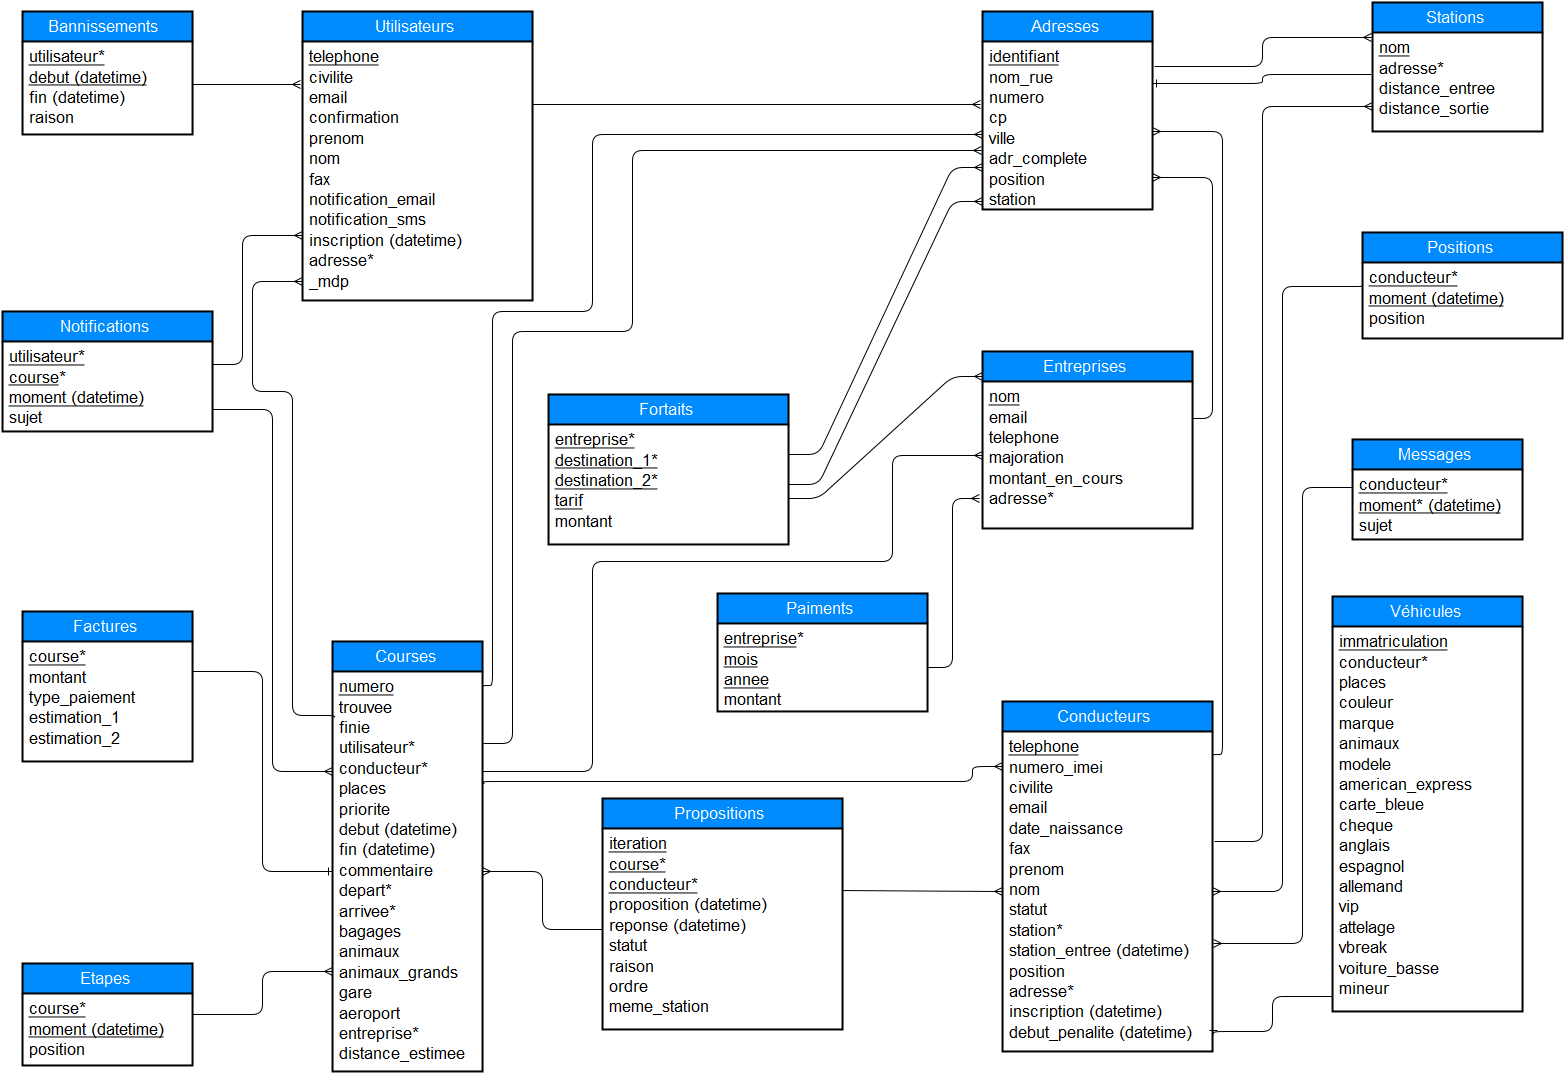 Bannissements
utilisateur*
debut (datetime)
fin (datetime)
raison
Utilisateurs
telephone
civilite
email
confirmation
prenom
nom
fax
notification_email
notification_sms
inscription (datetime)
adresse*
_mdp
Adresses
identifiant
nom_rue
numero
cp
ville
adr_complete
position
station
Stations
nom
adresse*
distance_entree
distance_sortie
Positions
conducteur*
moment (datetime)
position
Notifications
utilisateur*
course*
moment (datetime)
sujet
Fortaits
entreprise*
destination_1*
destination_2*
tarif
montant
Entreprises
nom
email
telephone
majoration
montant_en_cours
adresse*
Messages
conducteur*
moment* (datetime)
sujet
Factures
course*
montant
type_paiement
estimation_1
estimation_2
Courses
numero
trouvee
finie
utilisateur*
conducteur*
places
priorite
debut (datetime)
fin (datetime)
commentaire
depart*
arrivee*
bagages
animaux
animaux_grands
gare
aeroport
entreprise*
distance_estimee
Paiments
entreprise*
mois
annee
montant
Conducteurs
telephone
numero_imei
civilite
email
date_naissance
fax
prenom
nom
statut
station*
station_entree (datetime)
position
adresse*
inscription (datetime)
debut_penalite (datetime)
Véhicules
immatriculation
conducteur*
places
couleur
marque
animaux
modele
american_express
carte_bleue
cheque
anglais
espagnol
allemand
vip
attelage
vbreak
voiture_basse
mineur
Propositions
iteration
course*
conducteur*
proposition (datetime)
reponse (datetime)
statut
raison
ordre
meme_station
Etapes
course*
moment (datetime)
position